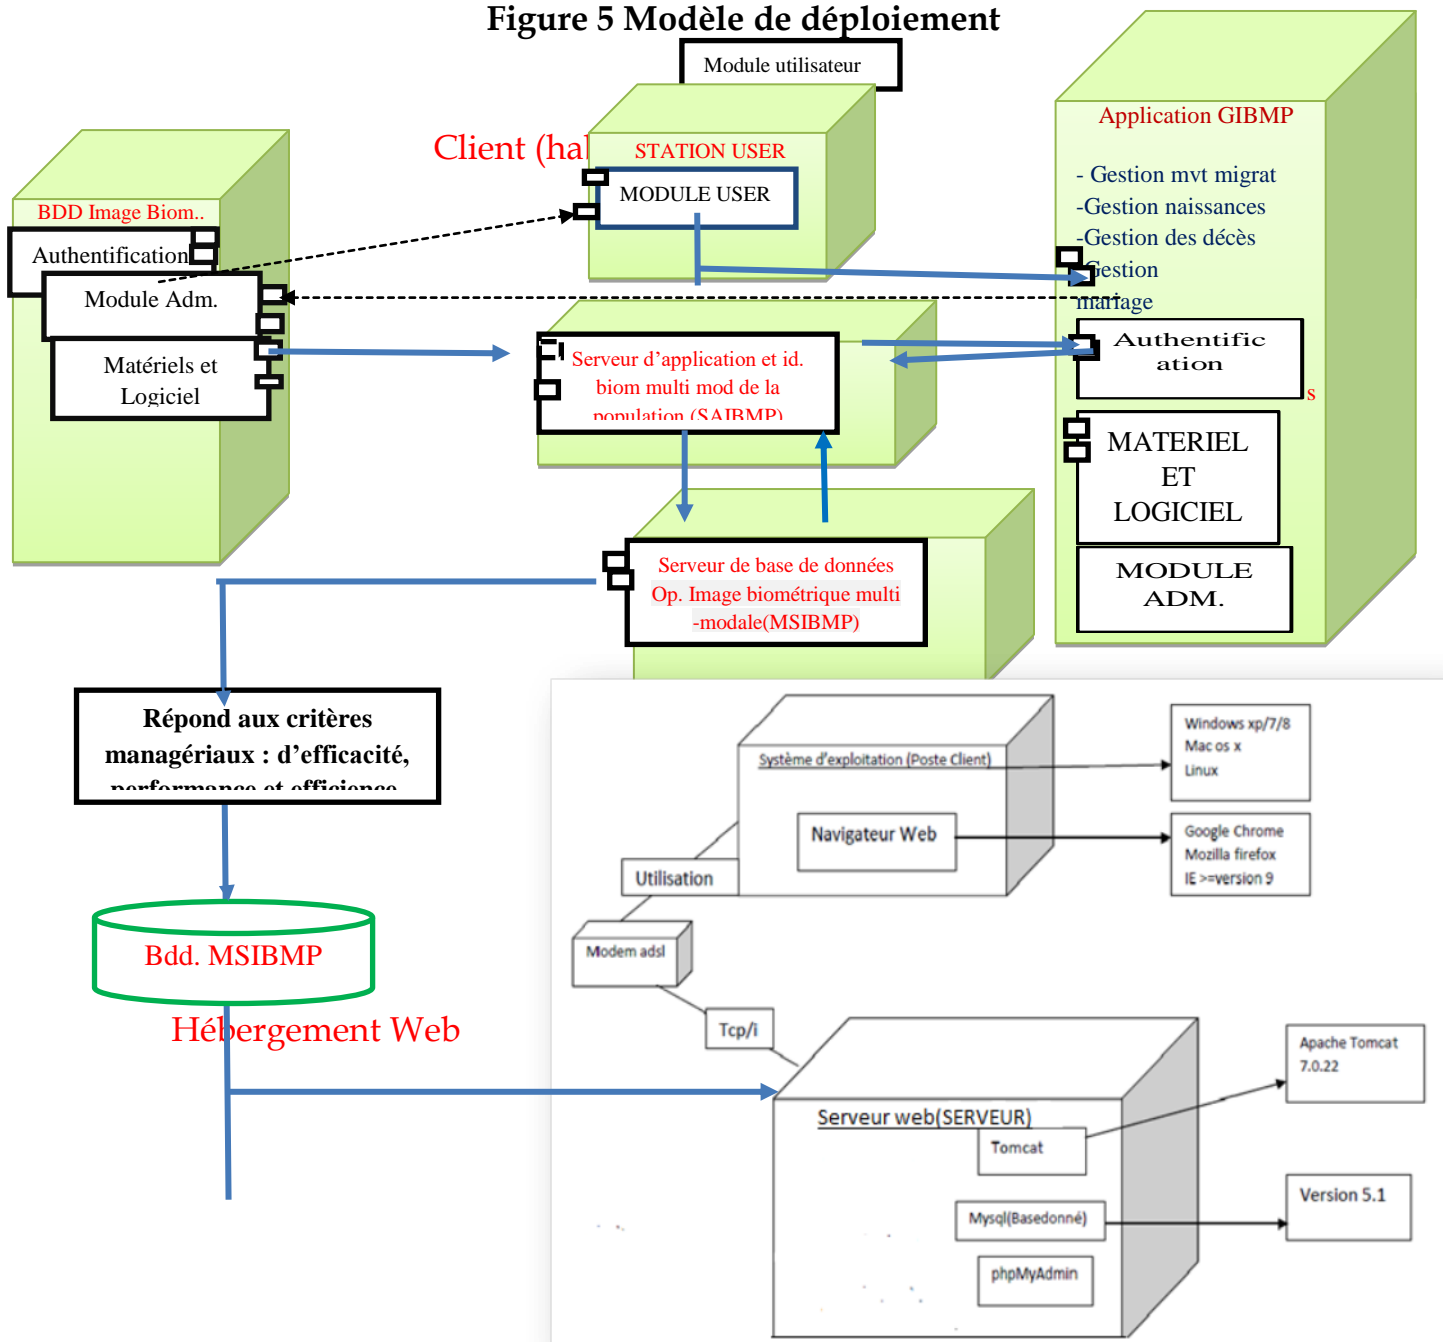 Figure 5 Modèle de déploiement
Module utilisateur
Client (ha
STATION USER
MODULE USER
BDD Image Biom..
Authentification
Module Adm.
Matériels et
Logiciel
Application GIBMP
- Gestion mvt migrat
-Gestion naissances
-Gestion des décès
-Gestion
mariage
Authentific
ation
s
MATERIEL
ET
LOGICIEL
MODULE
ADM.
Serveur d’application et id.
biom multi mod de la
population (SAIBMP)
Serveur de base de données
Op. Image biométrique multi
-modale(MSIBMP)
Répond aux critères
managériaux : d’efficacité,
performance et efficience
Bdd. MSIBMP
Hébergement Web
Système d'exploitation (Poste Client)
Navigateur Web
Windows xp/7/8
Mac os x
Linux
Google Chrome
Mozilla firefox
IE >=version 9
Utilisation
Modem adsl
Tcp/i
Serveur web(SERVEUR)
Tomcat
Mysql(Basedonné)
phpMyAdmin
Apache Tomcat
7.0.22
Version 5.1